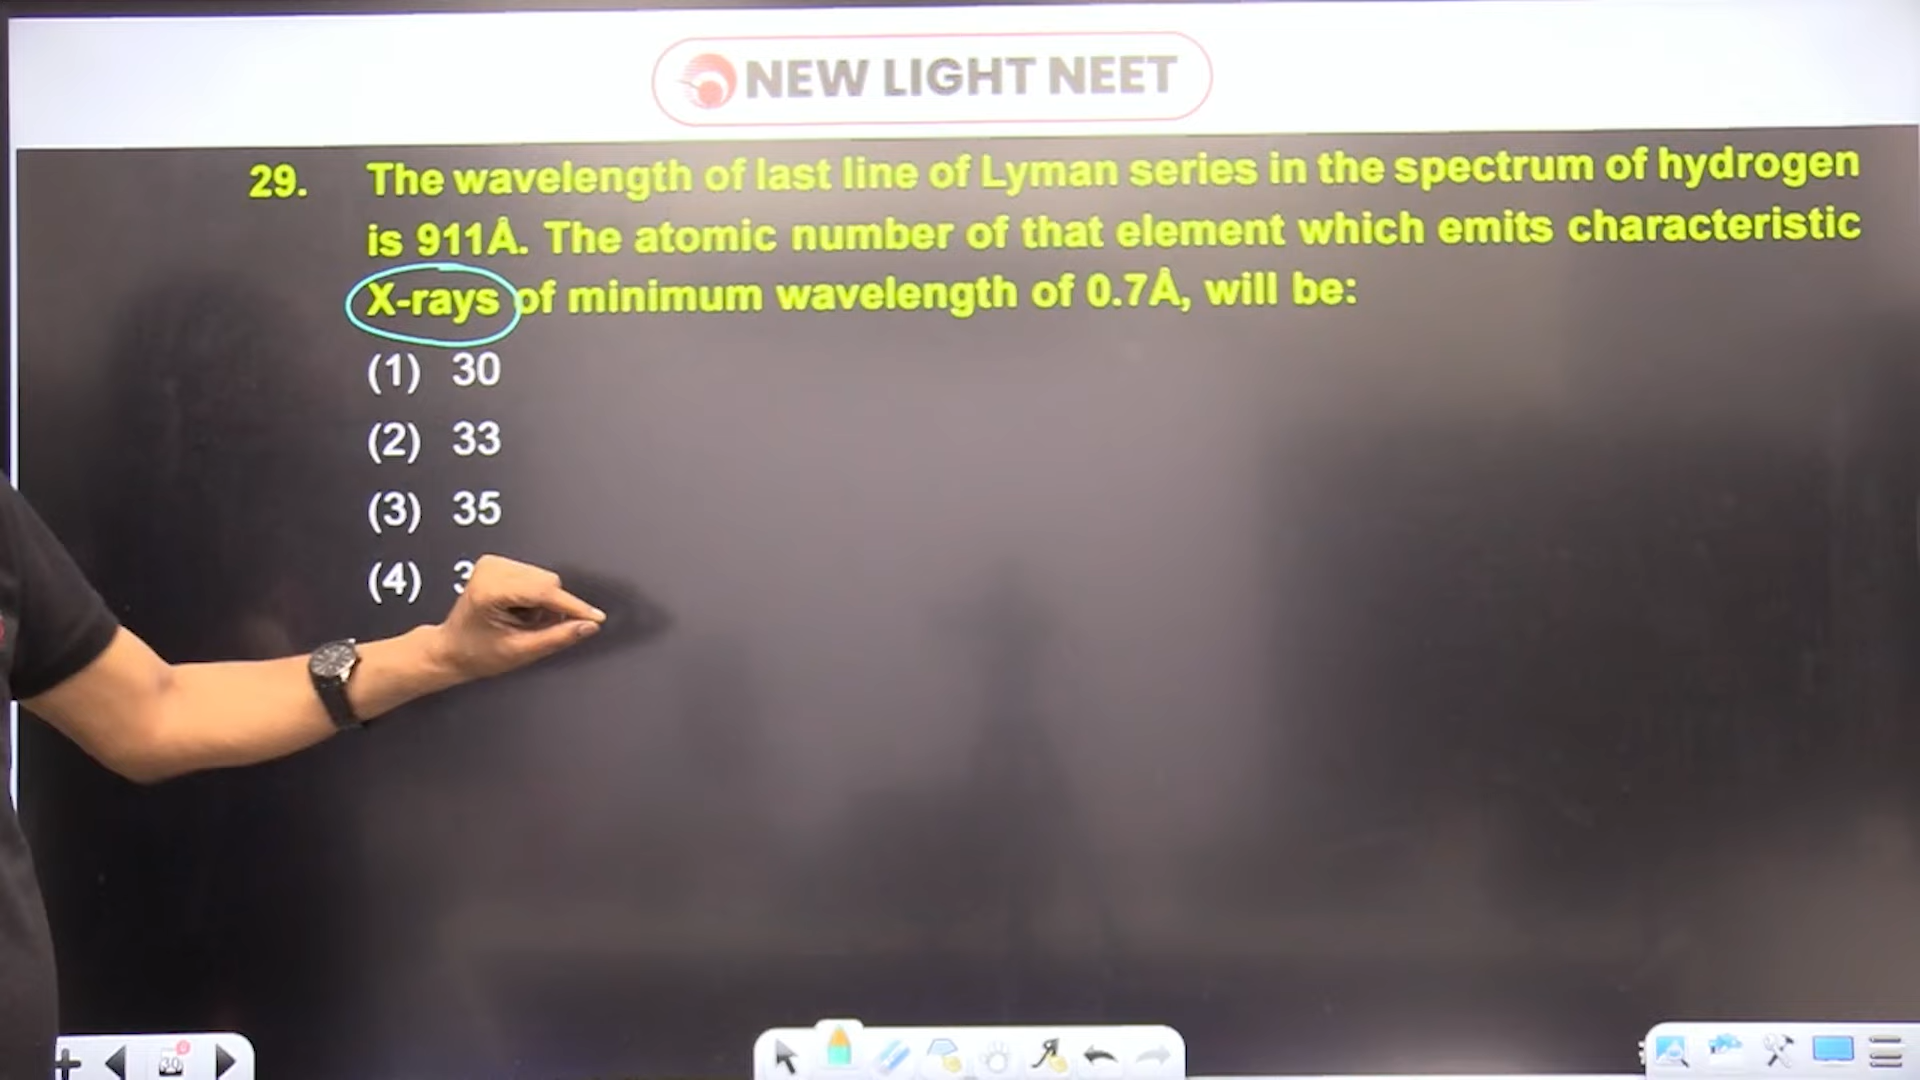 NEW LIGHT NEET
29. The wavelength of last line of Lyman series in the spectrum of hydrogen
is 911Å. The atomic number of that element which emits characteristic
X-rays of minimum wavelength of 0.7Å, will be:
(1) 30
(2) 33
(3) 35
(4)
30